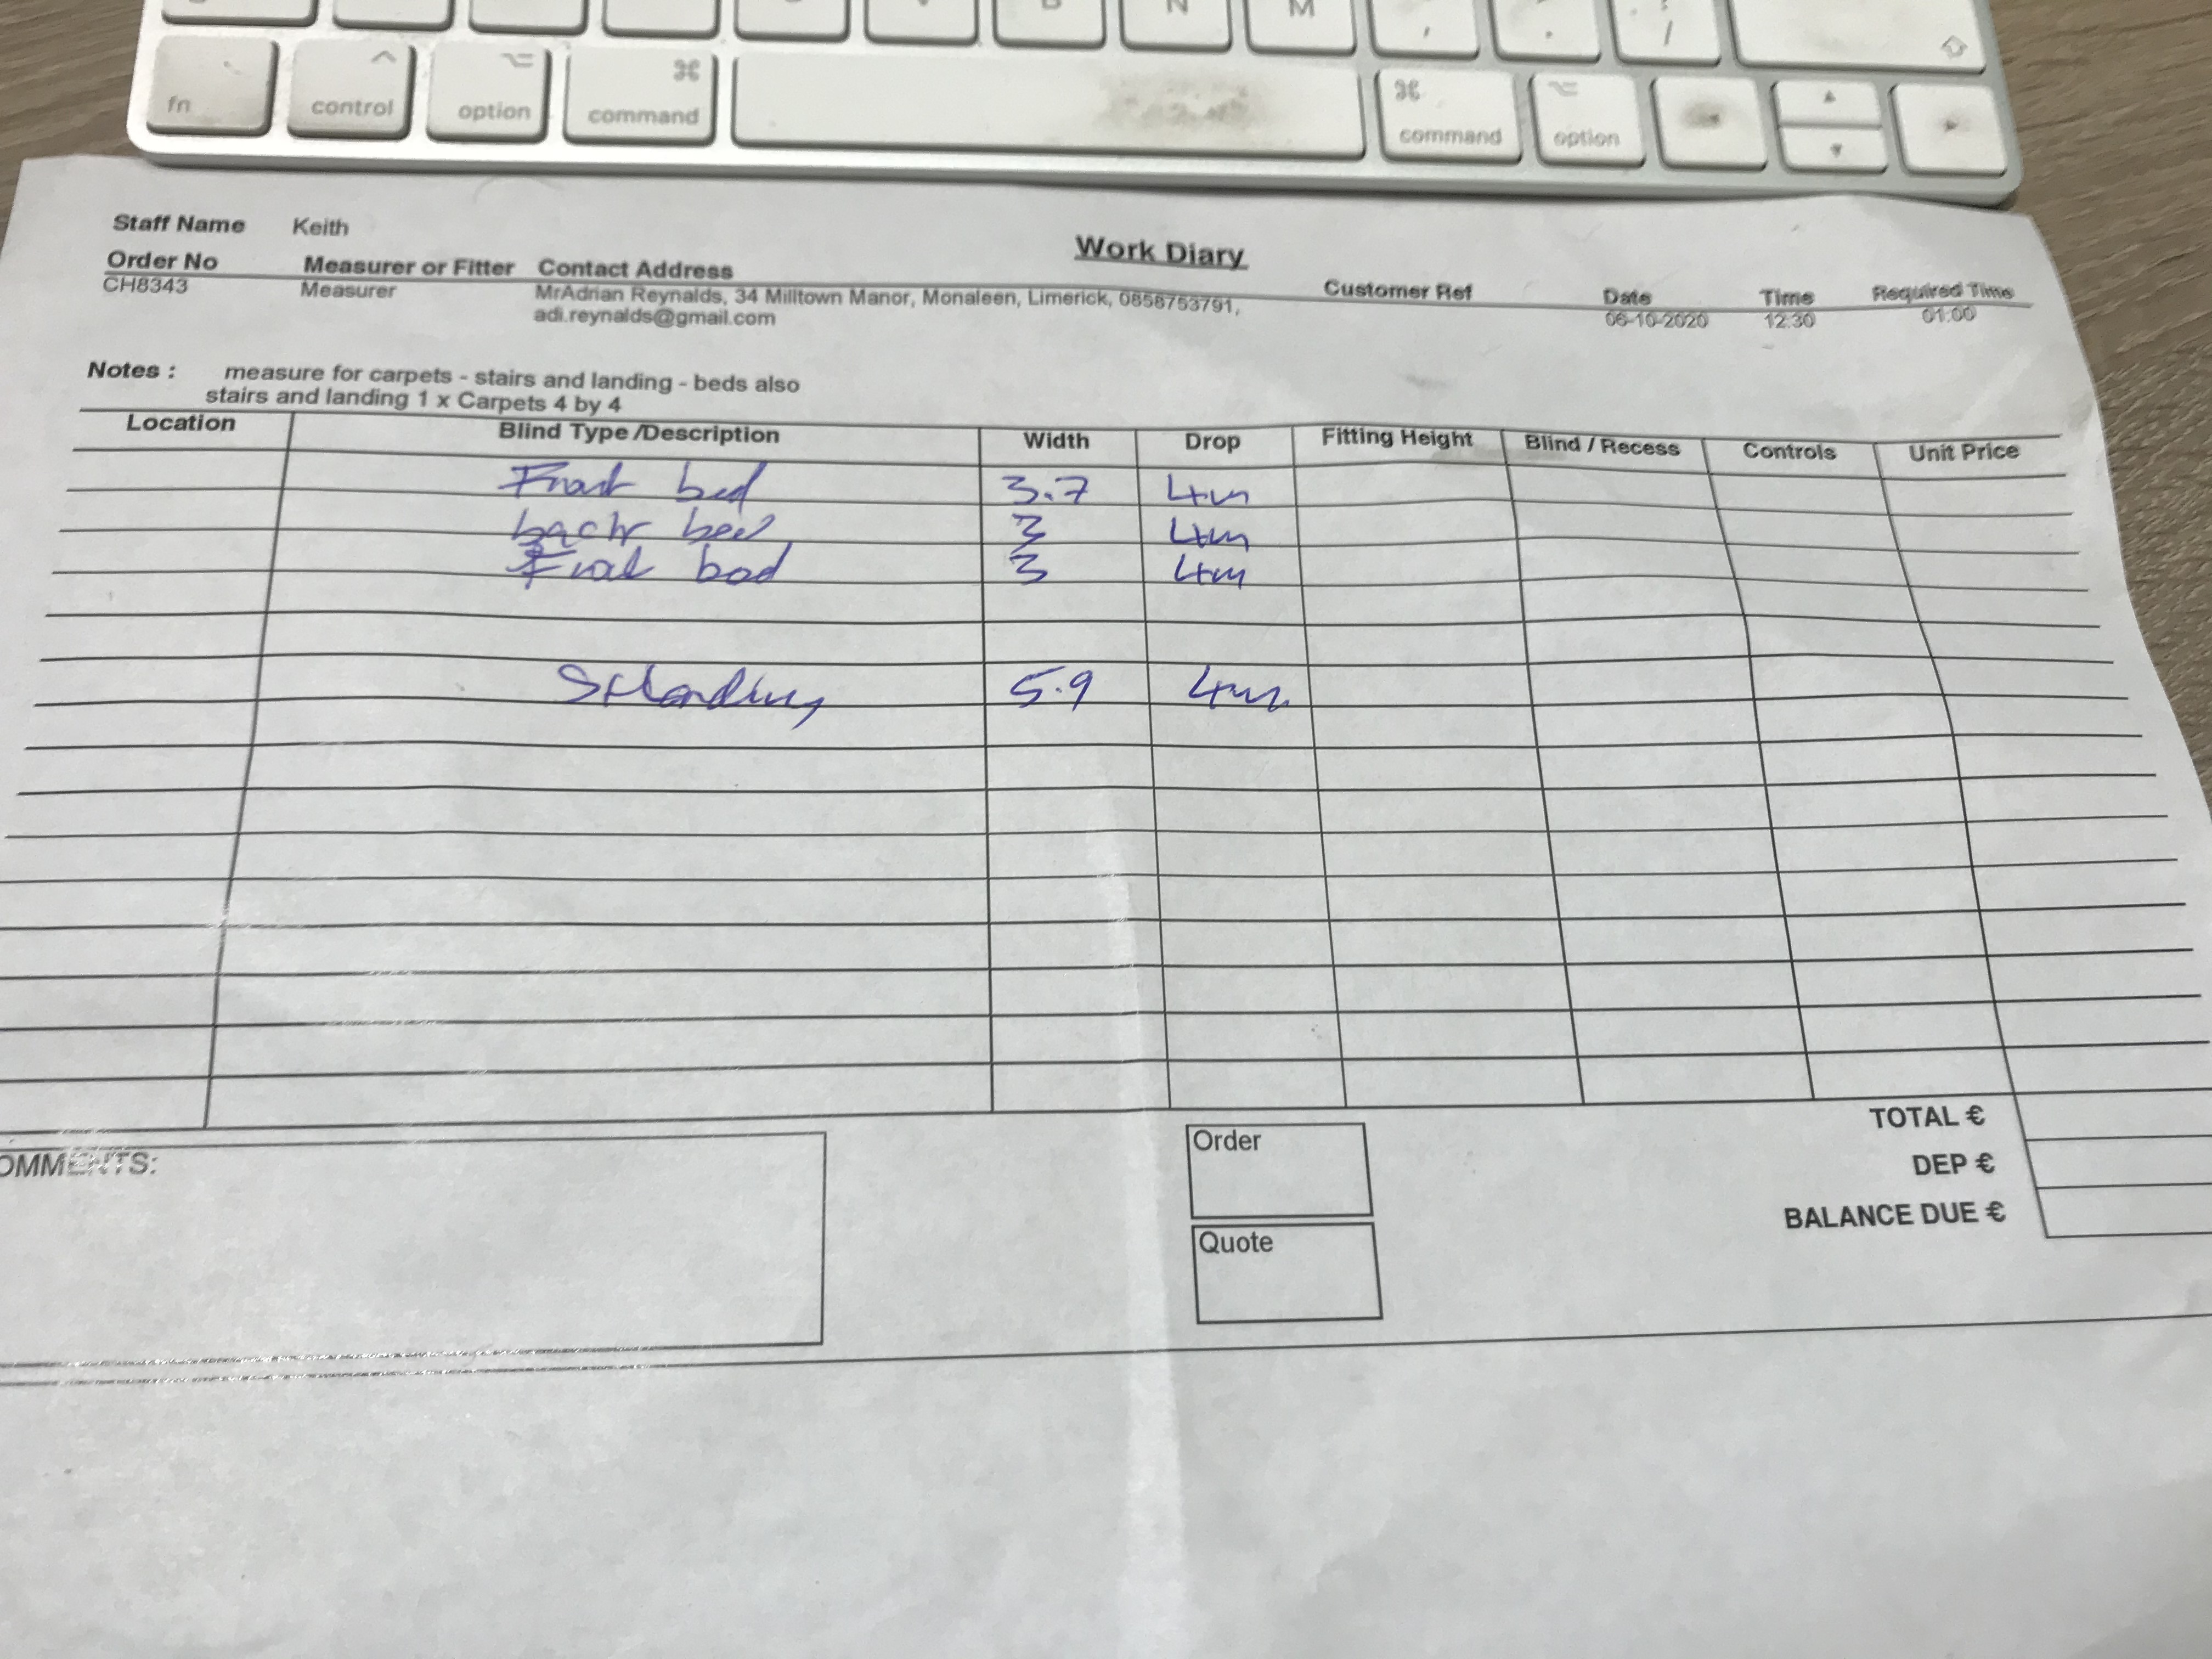 B N M , . /
fn control option command command option
Staff Name Keith
Work Diary
Order No Measurer or Fitter Contact Address Customer Ref Date Time Required Time
CH8343 Measurer MrAdrian Reynalds, 34 Milltown Manor, Monaleen, Limerick, 0858753791, 06-10-2020 12:30 01:00
adi.reynalds@gmail.com
Notes : measure for carpets - stairs and landing - beds also
stairs and landing 1 x Carpets 4 by 4
Location Blind Type /Description Width Drop Fitting Height Blind / Recess Controls Unit Price
Front bed 3.7 4m
back bed 3 4m
Front bed 3 4m
St landing 5.9 4m
TOTAL €
OMMENTS: Order
DEP €
BALANCE DUE €
Quote